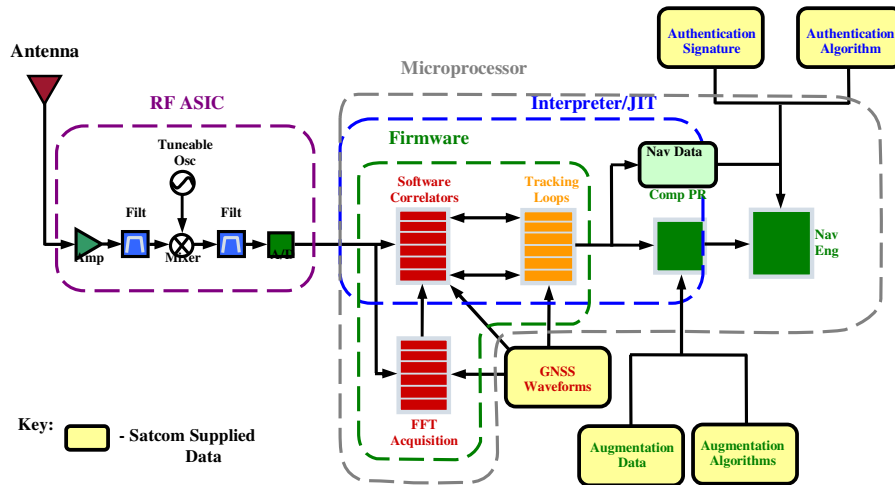 Authentication
Signature
Authentication
Algorithm
Antenna
Microprocessor
RF ASIC
Interpreter/JIT
Firmware
Tuneable
Osc
Nav Data
Software
Correlators
Tracking
Loops
Comp PR
Filt
Filt
Nav
Eng
Amp
Mixer
A/D
GNSS
Waveforms
FFT
Acquisition
Key:
- Satcom Supplied
Data
Augmentation
Data
Augmentation
Algorithms